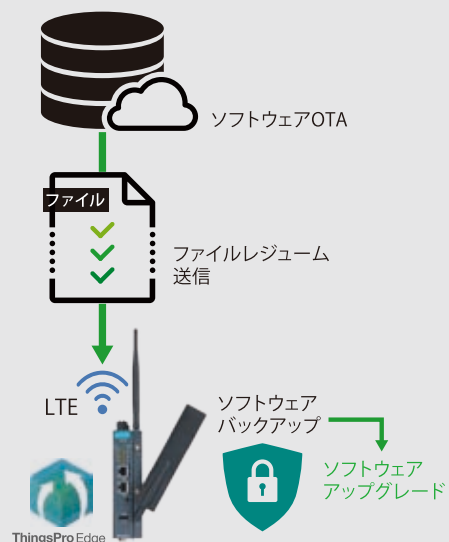 ソフトウェアOTA
ファイル
ファイルレジューム
送信
LTE
ソフトウェア
バックアップ
ソフトウェア
アップグレード
ThingsPro Edge